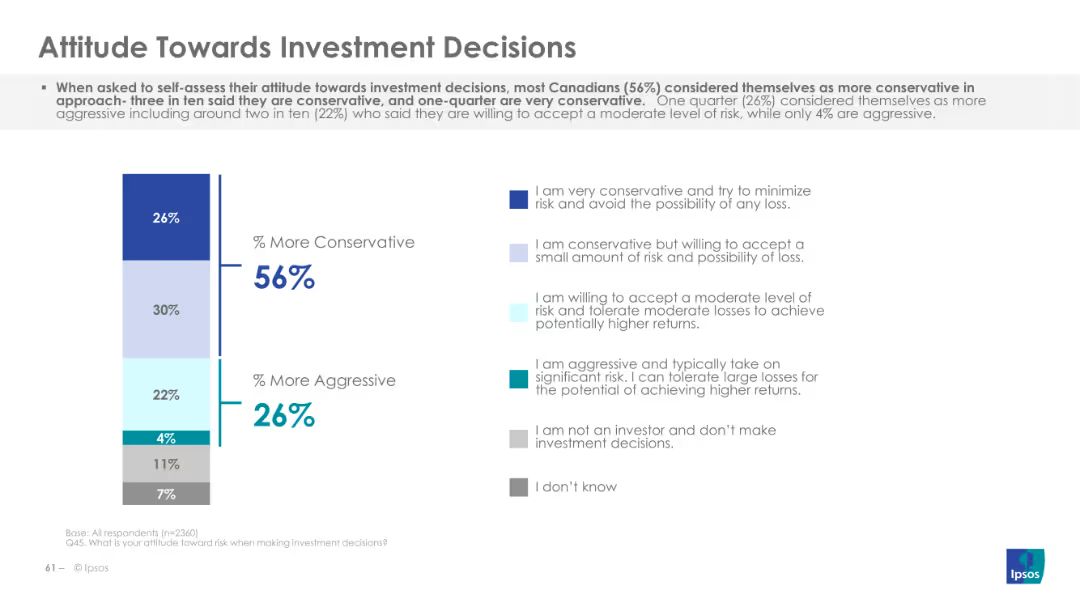 Attitude Towards Investment Decisions
▪ When asked to self-assess their attitude towards investment decisions, most Canadians (56%) considered themselves as more conservative in
approach- three in ten said they are conservative, and one-quarter are very conservative. One quarter (26%) considered themselves as more
aggressive including around two in ten (22%) who said they are willing to accept a moderate level of risk, while only 4% are aggressive.
26%
30%
22%
4%
11%
7%
% More Conservative
56%
% More Aggressive
26%
I am very conservative and try to minimize
risk and avoid the possibility of any loss.
I am conservative but willing to accept a
small amount of risk and possibility of loss.
I am willing to accept a moderate level of
risk and tolerate moderate losses to achieve
potentially higher returns.
I am aggressive and typically take on
significant risk. I can tolerate large losses for
the potential of achieving higher returns.
I am not an investor and don't make
investment decisions.
I don't know
Base: All respondents (n=2360)
Q45. What is your attitude toward risk when making investment decisions?
61 – © Ipsos
Ipsos